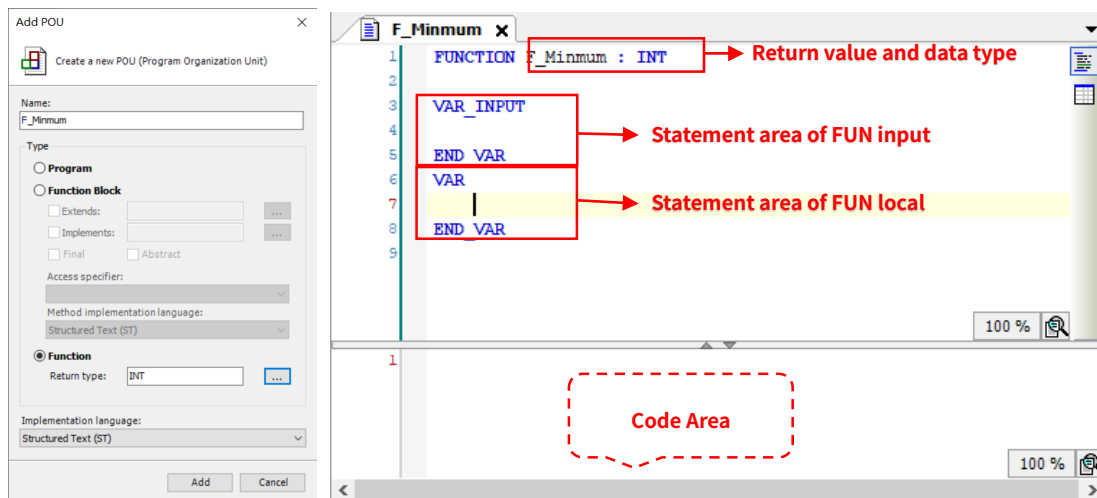 Add POU
Create a new POU (Program Organization Unit)
Name:
F_Minmum
Type
Program
Function Block
Extends:
...
Implements:
...
Final Abstract
Access specifier:
Method implementation language:
Structured Text (ST)
Function
Return type: INT ...
Implementation language:
Structured Text (ST)
Add Cancel
F_Minmum
1 FUNCTION F_Minmum : INT
Return value and data type
2
3 VAR_INPUT
4
Statement area of FUN input
5 END_VAR
6 VAR
7
Statement area of FUN local
8 END_VAR
9
100 %
1
Code Area
100 %